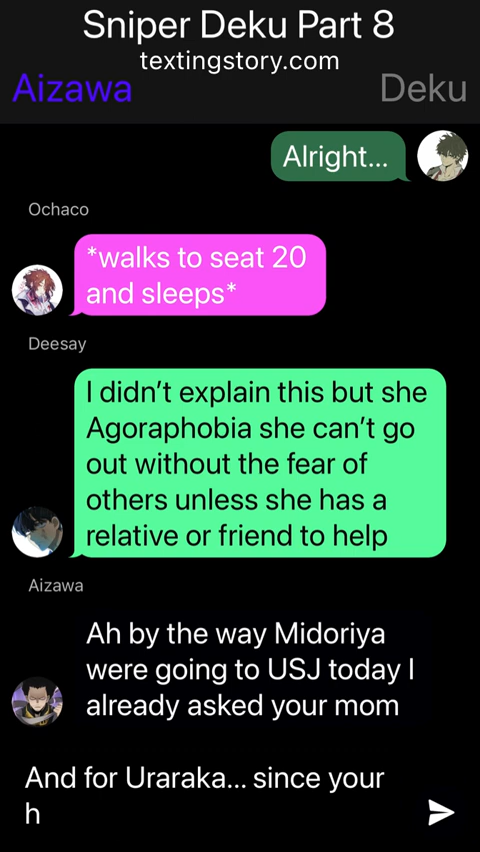 Sniper Deku Part 8
textingstory.com
Aizawa
Deku
Alright...
Ochaco
*walks to seat 20
and sleeps*
Deesay
I didn’t explain this but she
Agoraphobia she can’t go
out without the fear of
others unless she has a
relative or friend to help
Aizawa
Ah by the way Midoriya
were going to USJ today I
already asked your mom
And for Uraraka... since your
h